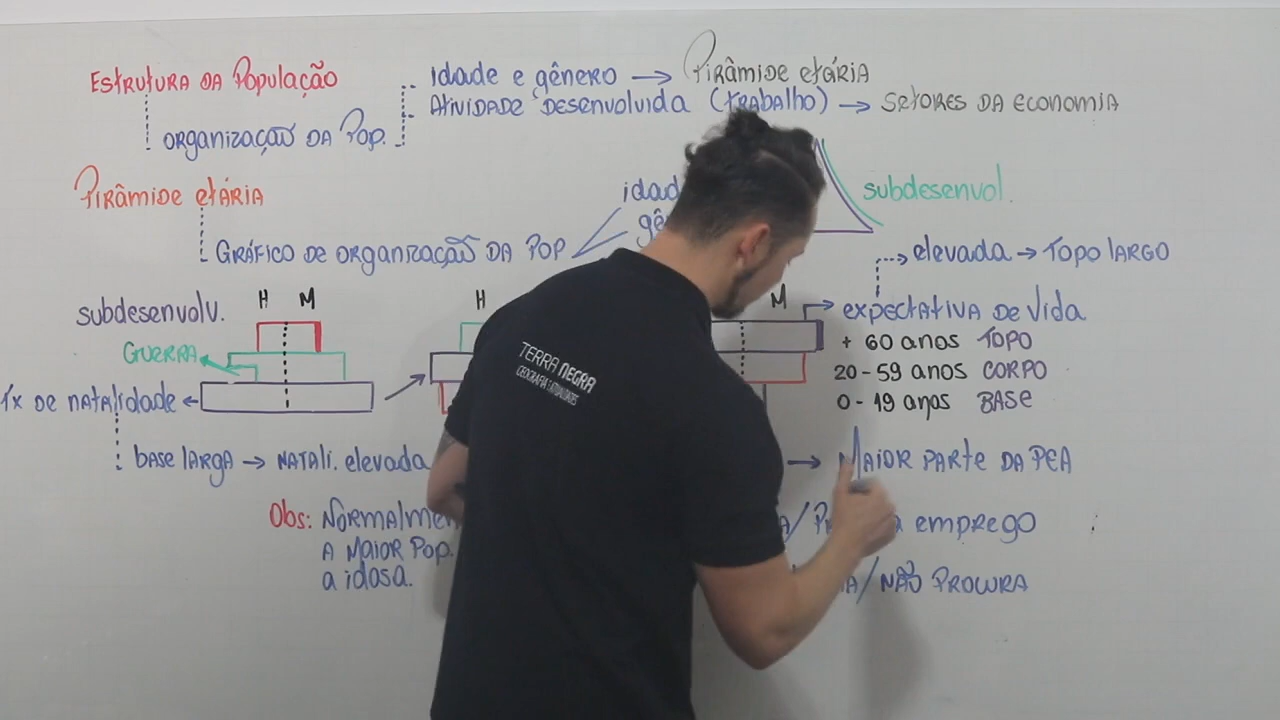 Estrutura da População
Idade e gênero → Pirâmide etária
Atividade desenvolvida (trabalho) → setores da economia
organização da Pop.
Pirâmide etária
subdesenvol.
Gráfico de organização da Pop
elevada → Topo largo
subdesenvolv.
H M
H
M
expectativa de vida
Guerra
+ 60 anos TOPO
20-59 anos CORPO
0-19 anos BASE
Tx de natalidade
TERRA NEGRA
GEOGRAFIA | ATUALIDADES
base larga → natali. elevada
→ Maior parte da PEA
Obs:
emprego
a Maior Pop.
a idosa.
/não procura